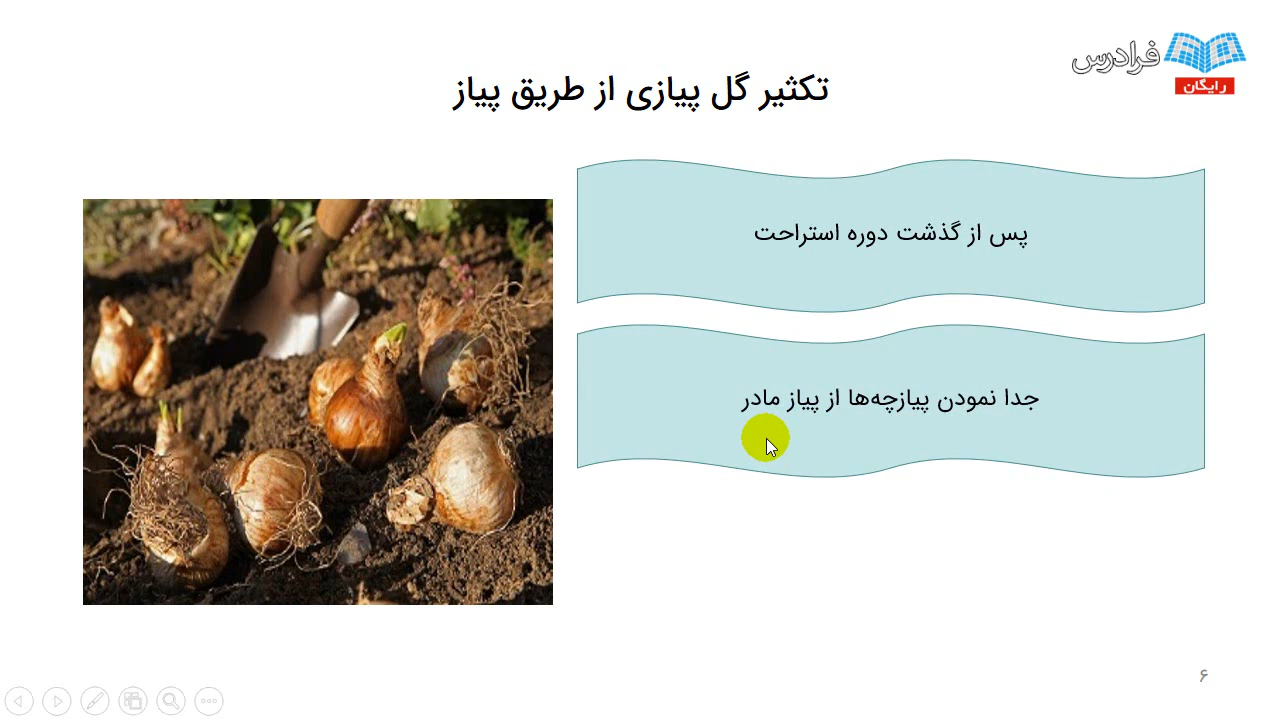 فرادرس
رایگان
تکثیر گل پیازی از طریق پیاز
پس از گذشت دوره استراحت
جدا نمودن پیازچه‌ها از پیاز مادر
۶